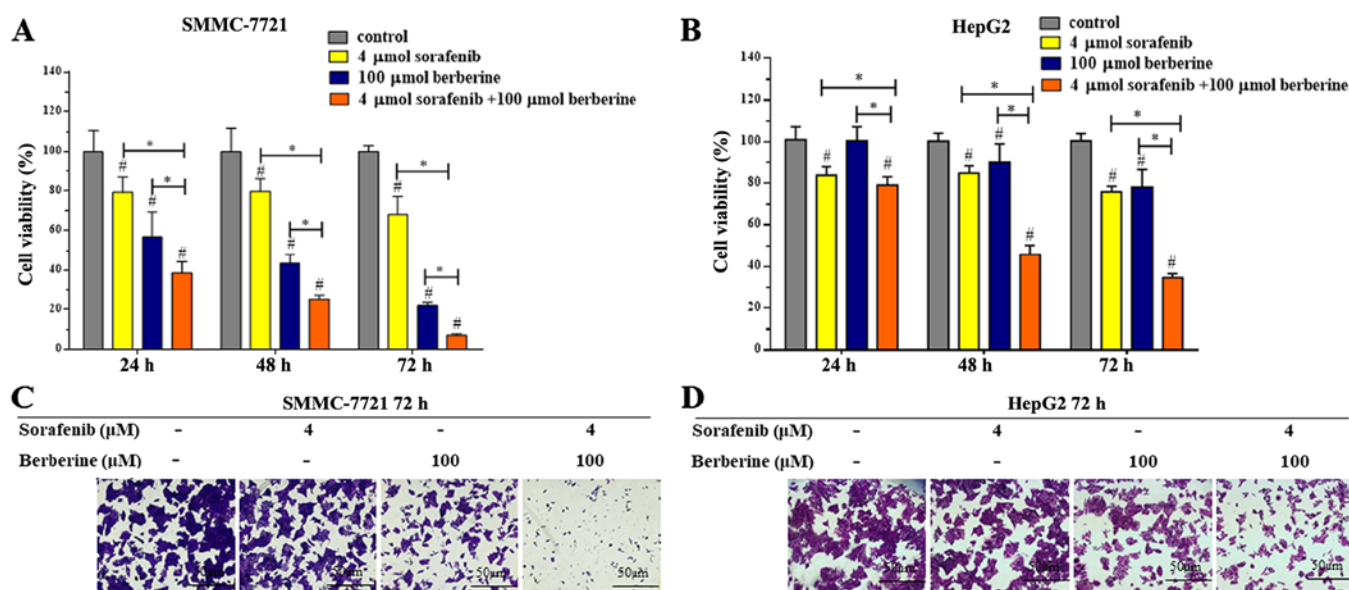 A
SMMC-7721
control
4 μmol sorafenib
100 μmol berberine
4 μmol sorafenib +100 μmol berberine
Cell viability (%)
140
120
100
80
60
40
20
0
# # #
# # #
# # #
* *
* *
* *
24 h 48 h 72 h
B
HepG2
control
4 μmol sorafenib
100 μmol berberine
4 μmol sorafenib +100 μmol berberine
Cell viability (%)
140
120
100
80
60
40
20
0
# #
# # #
# # #
* *
* *
* *
24 h 48 h 72 h
C
SMMC-7721 72 h
Sorafenib (μM) – 4 – 4
Berberine (μM) – – 100 100
50μm 50μm 50μm 50μm
D
HepG2 72 h
Sorafenib (μM) – 4 – 4
Berberine (μM) – – 100 100
50μm 50μm 50μm 50μm